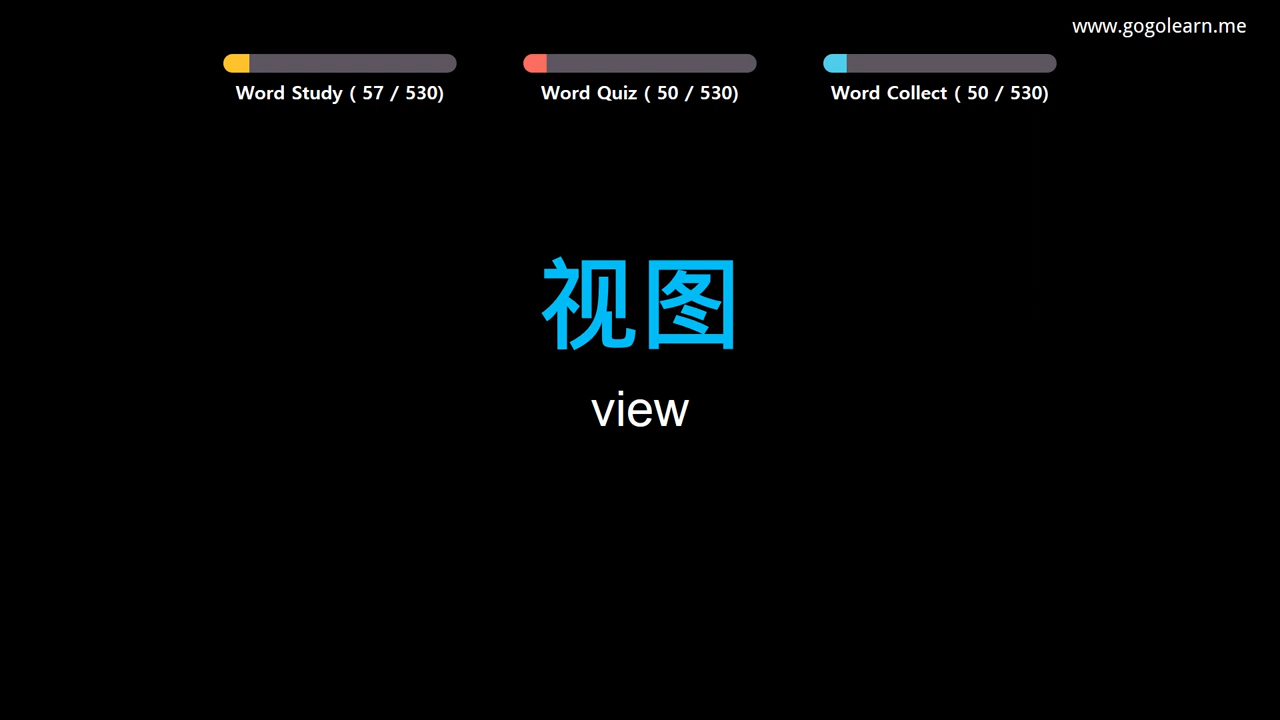 www.gogolearn.me
Word Study ( 57 / 530)
Word Quiz ( 50 / 530)
Word Collect ( 50 / 530)
视图
view